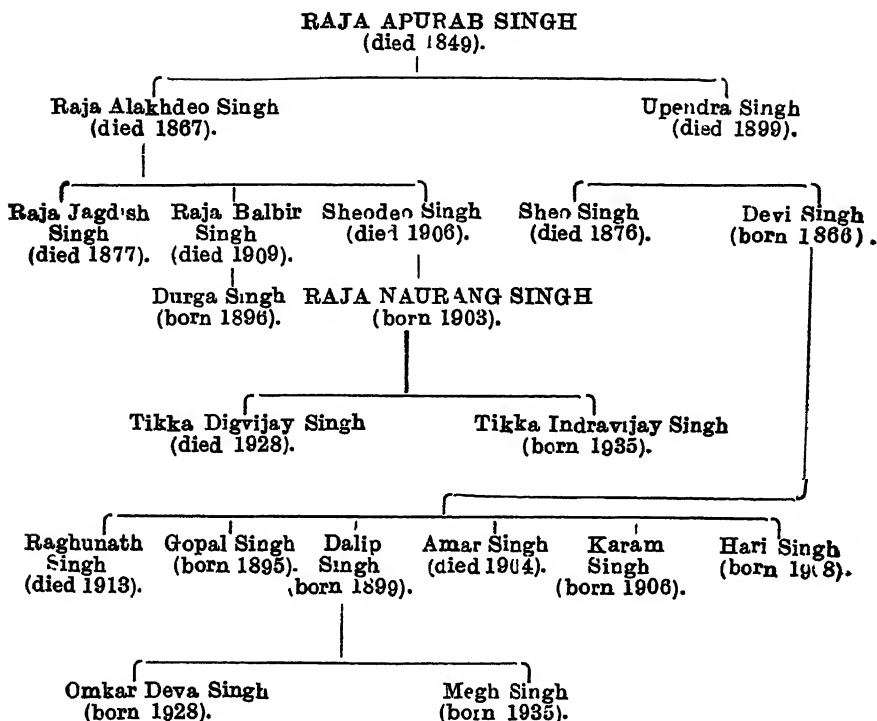 RAJA APURAB SINGH
(died 1849).
Raja Alakhdeo Singh
(died 1867).
Upendra Singh
(died 1899).
Raja Jagdish
Singh
(died 1877).
Raja Balbir
Singh
(died 1909).
Sheodeo Singh
(died 1906).
Sheo Singh
(died 1876).
Devi Singh
(born 1866).
Durga Singh
(born 1896).
RAJA NAURANG SINGH
(born 1903).
Tikka Digvijay Singh
(died 1928).
Tikka Indravijay Singh
(born 1935).
Raghunath
Singh
(died 1913).
Gopal Singh
(born 1895).
Dalip
Singh
(born 1899).
Amar Singh
(died 1904).
Karam
Singh
(born 1906).
Hari Singh
(born 1908).
Omkar Deva Singh
(born 1928).
Megh Singh
(born 1935).